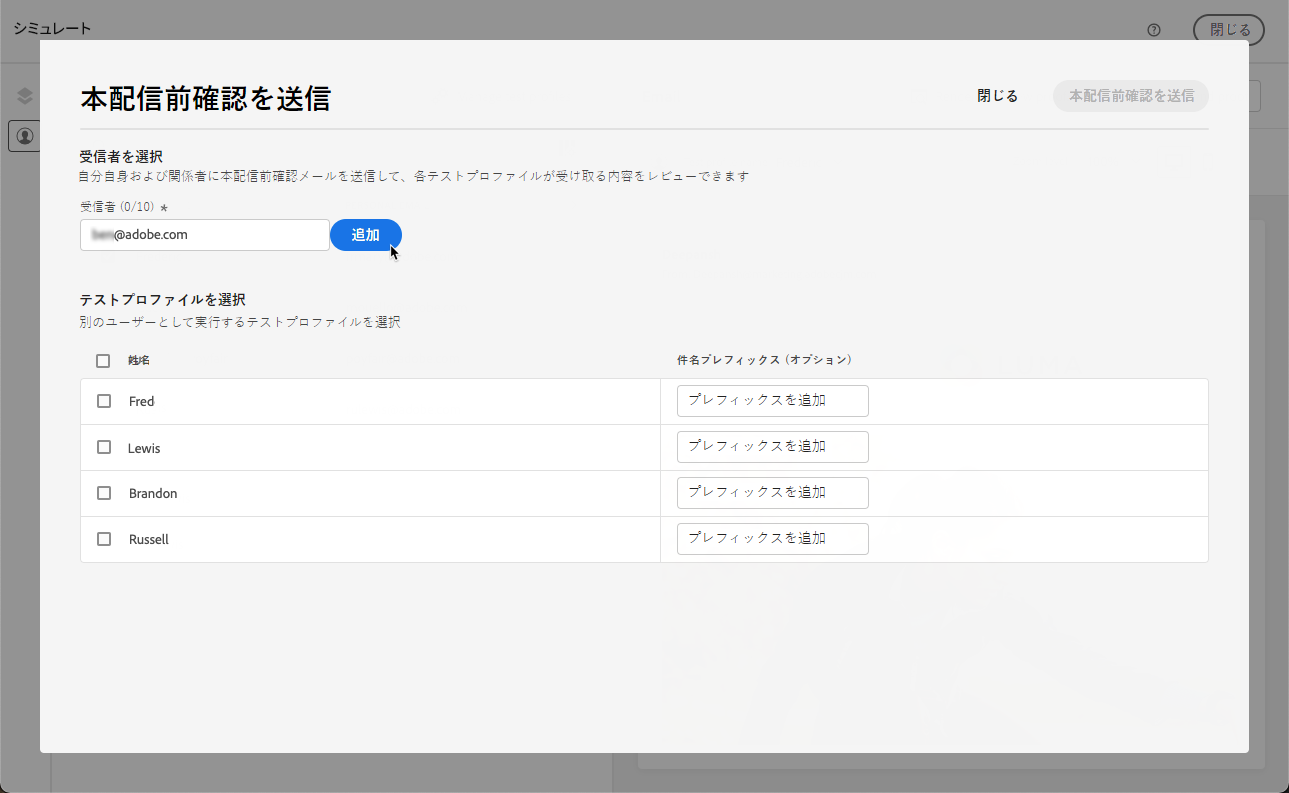 シミュレート
閉じる
本配信前確認を送信
閉じる
本配信前確認を送信
受信者を選択
自分自身および関係者に本配信前確認メールを送信して、各テストプロファイルが受け取る内容をレビューできます
受信者 (0/10) *
@adobe.com
追加
テストプロファイルを選択
別のユーザーとして実行するテストプロファイルを選択
姓名
件名プレフィックス（オプション）
Fred
プレフィックスを追加
Lewis
プレフィックスを追加
Brandon
プレフィックスを追加
Russell
プレフィックスを追加